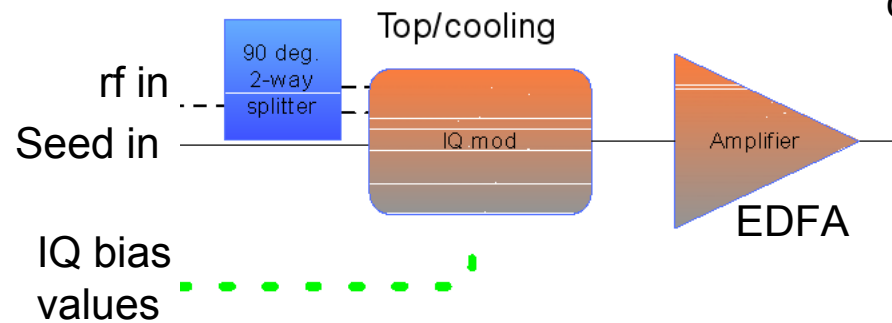 Top/cooling
90 deg.
2-way
splitter
rf in
Seed in
IQ mod
Amplifier
EDFA
IQ bias
values